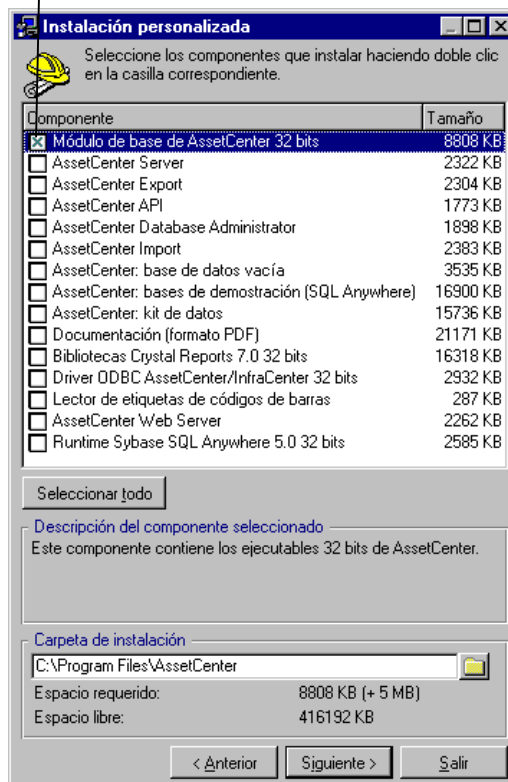 Instalación personalizada
Seleccione los componentes que instalar haciendo doble clic
en la casilla correspondiente.
Componente Tamaño
Módulo de base de AssetCenter 32 bits 8808 KB
AssetCenter Server 2322 KB
AssetCenter Export 2304 KB
AssetCenter API 1773 KB
AssetCenter Database Administrator 1898 KB
AssetCenter Import 2383 KB
AssetCenter: base de datos vacía 3535 KB
AssetCenter: bases de demostración (SQL Anywhere) 16900 KB
AssetCenter: kit de datos 15736 KB
Documentación (formato PDF) 21171 KB
Bibliotecas Crystal Reports 7.0 32 bits 16318 KB
Driver ODBC AssetCenter/InfraCenter 32 bits 2932 KB
Lector de etiquetas de códigos de barras 287 KB
AssetCenter Web Server 2262 KB
Runtime Sybase SQL Anywhere 5.0 32 bits 2585 KB
Seleccionar todo
Descripción del componente seleccionado
Este componente contiene los ejecutables 32 bits de AssetCenter.
Carpeta de instalación
C:\Program Files\AssetCenter
Espacio requerido: 8808 KB (+ 5 MB)
Espacio libre: 416192 KB
< Anterior Siguiente > Salir